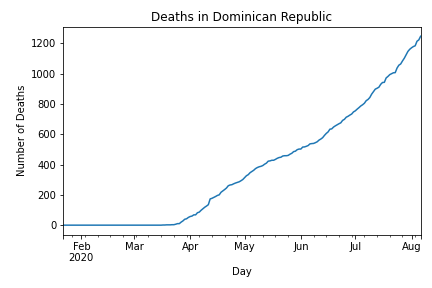 Deaths in Dominican Republic
Number of Deaths
1200
1000
800
600
400
200
0
Feb
2020
Mar
Apr
May
Jun
Jul
Aug
Day